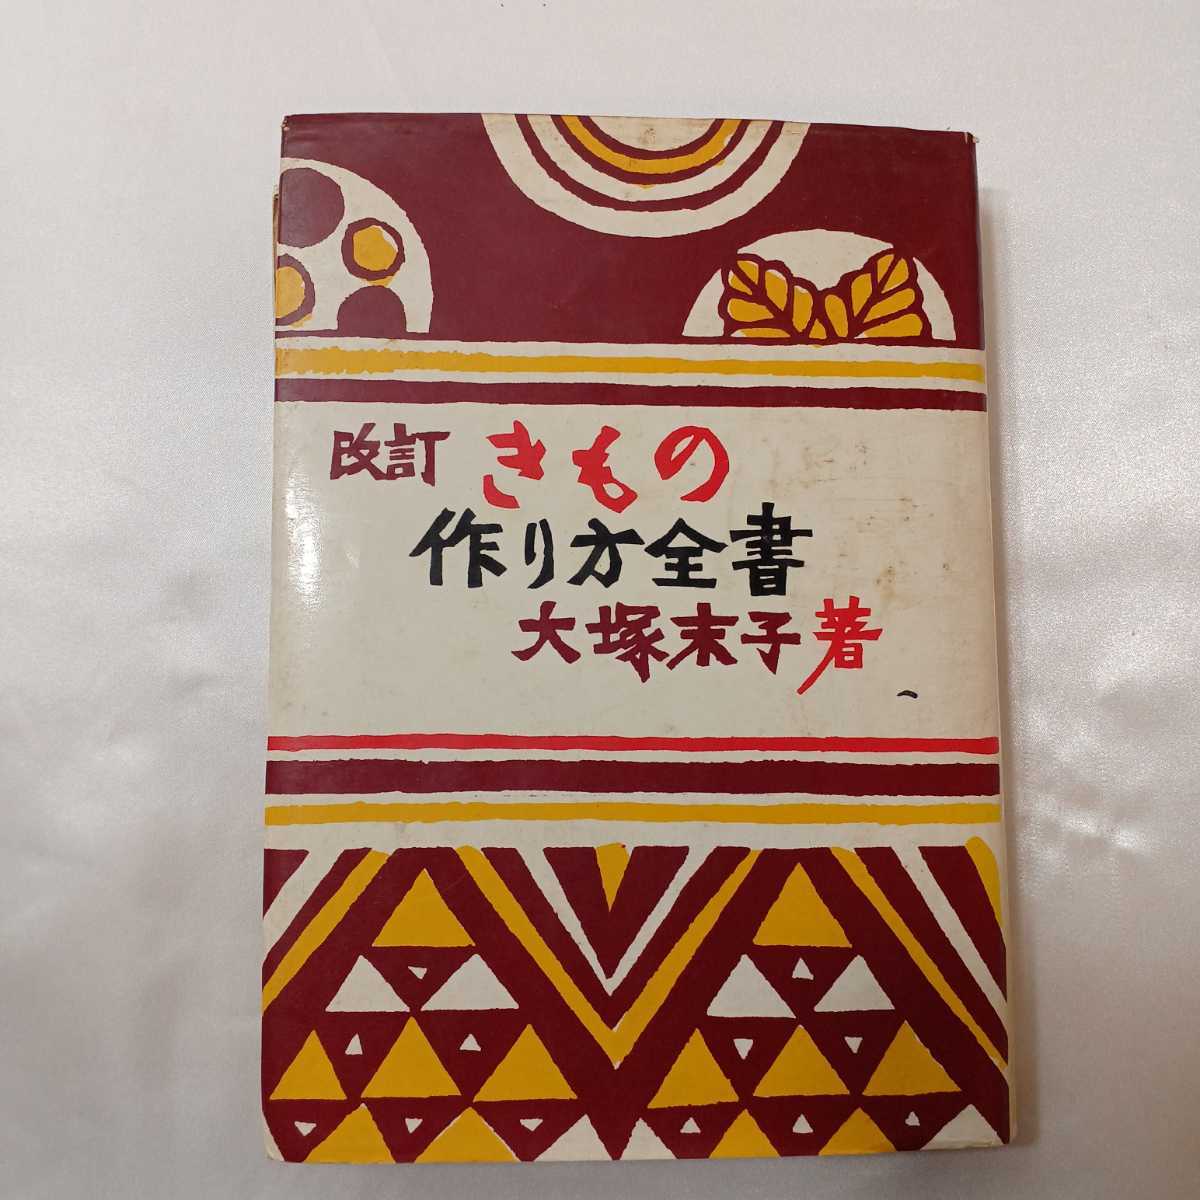 改訂 きもの
作り方全書
大塚末子著